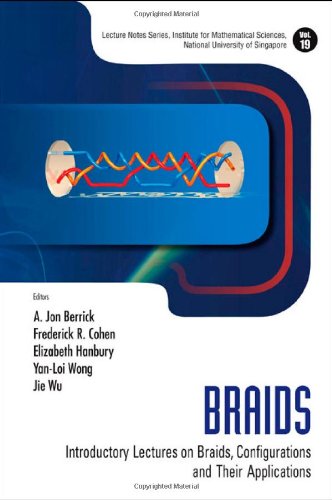 Copyrighted Material
Lecture Notes Series, Institute for Mathematical Sciences,
National University of Singapore
Vol.
19
Editors
A. Jon Berrick
Frederick R. Cohen
Elizabeth Hanbury
Yan-Loi Wong
Jie Wu
BRAIDS
Introductory Lectures on Braids, Configurations
and Their Applications
Copyrighted Material